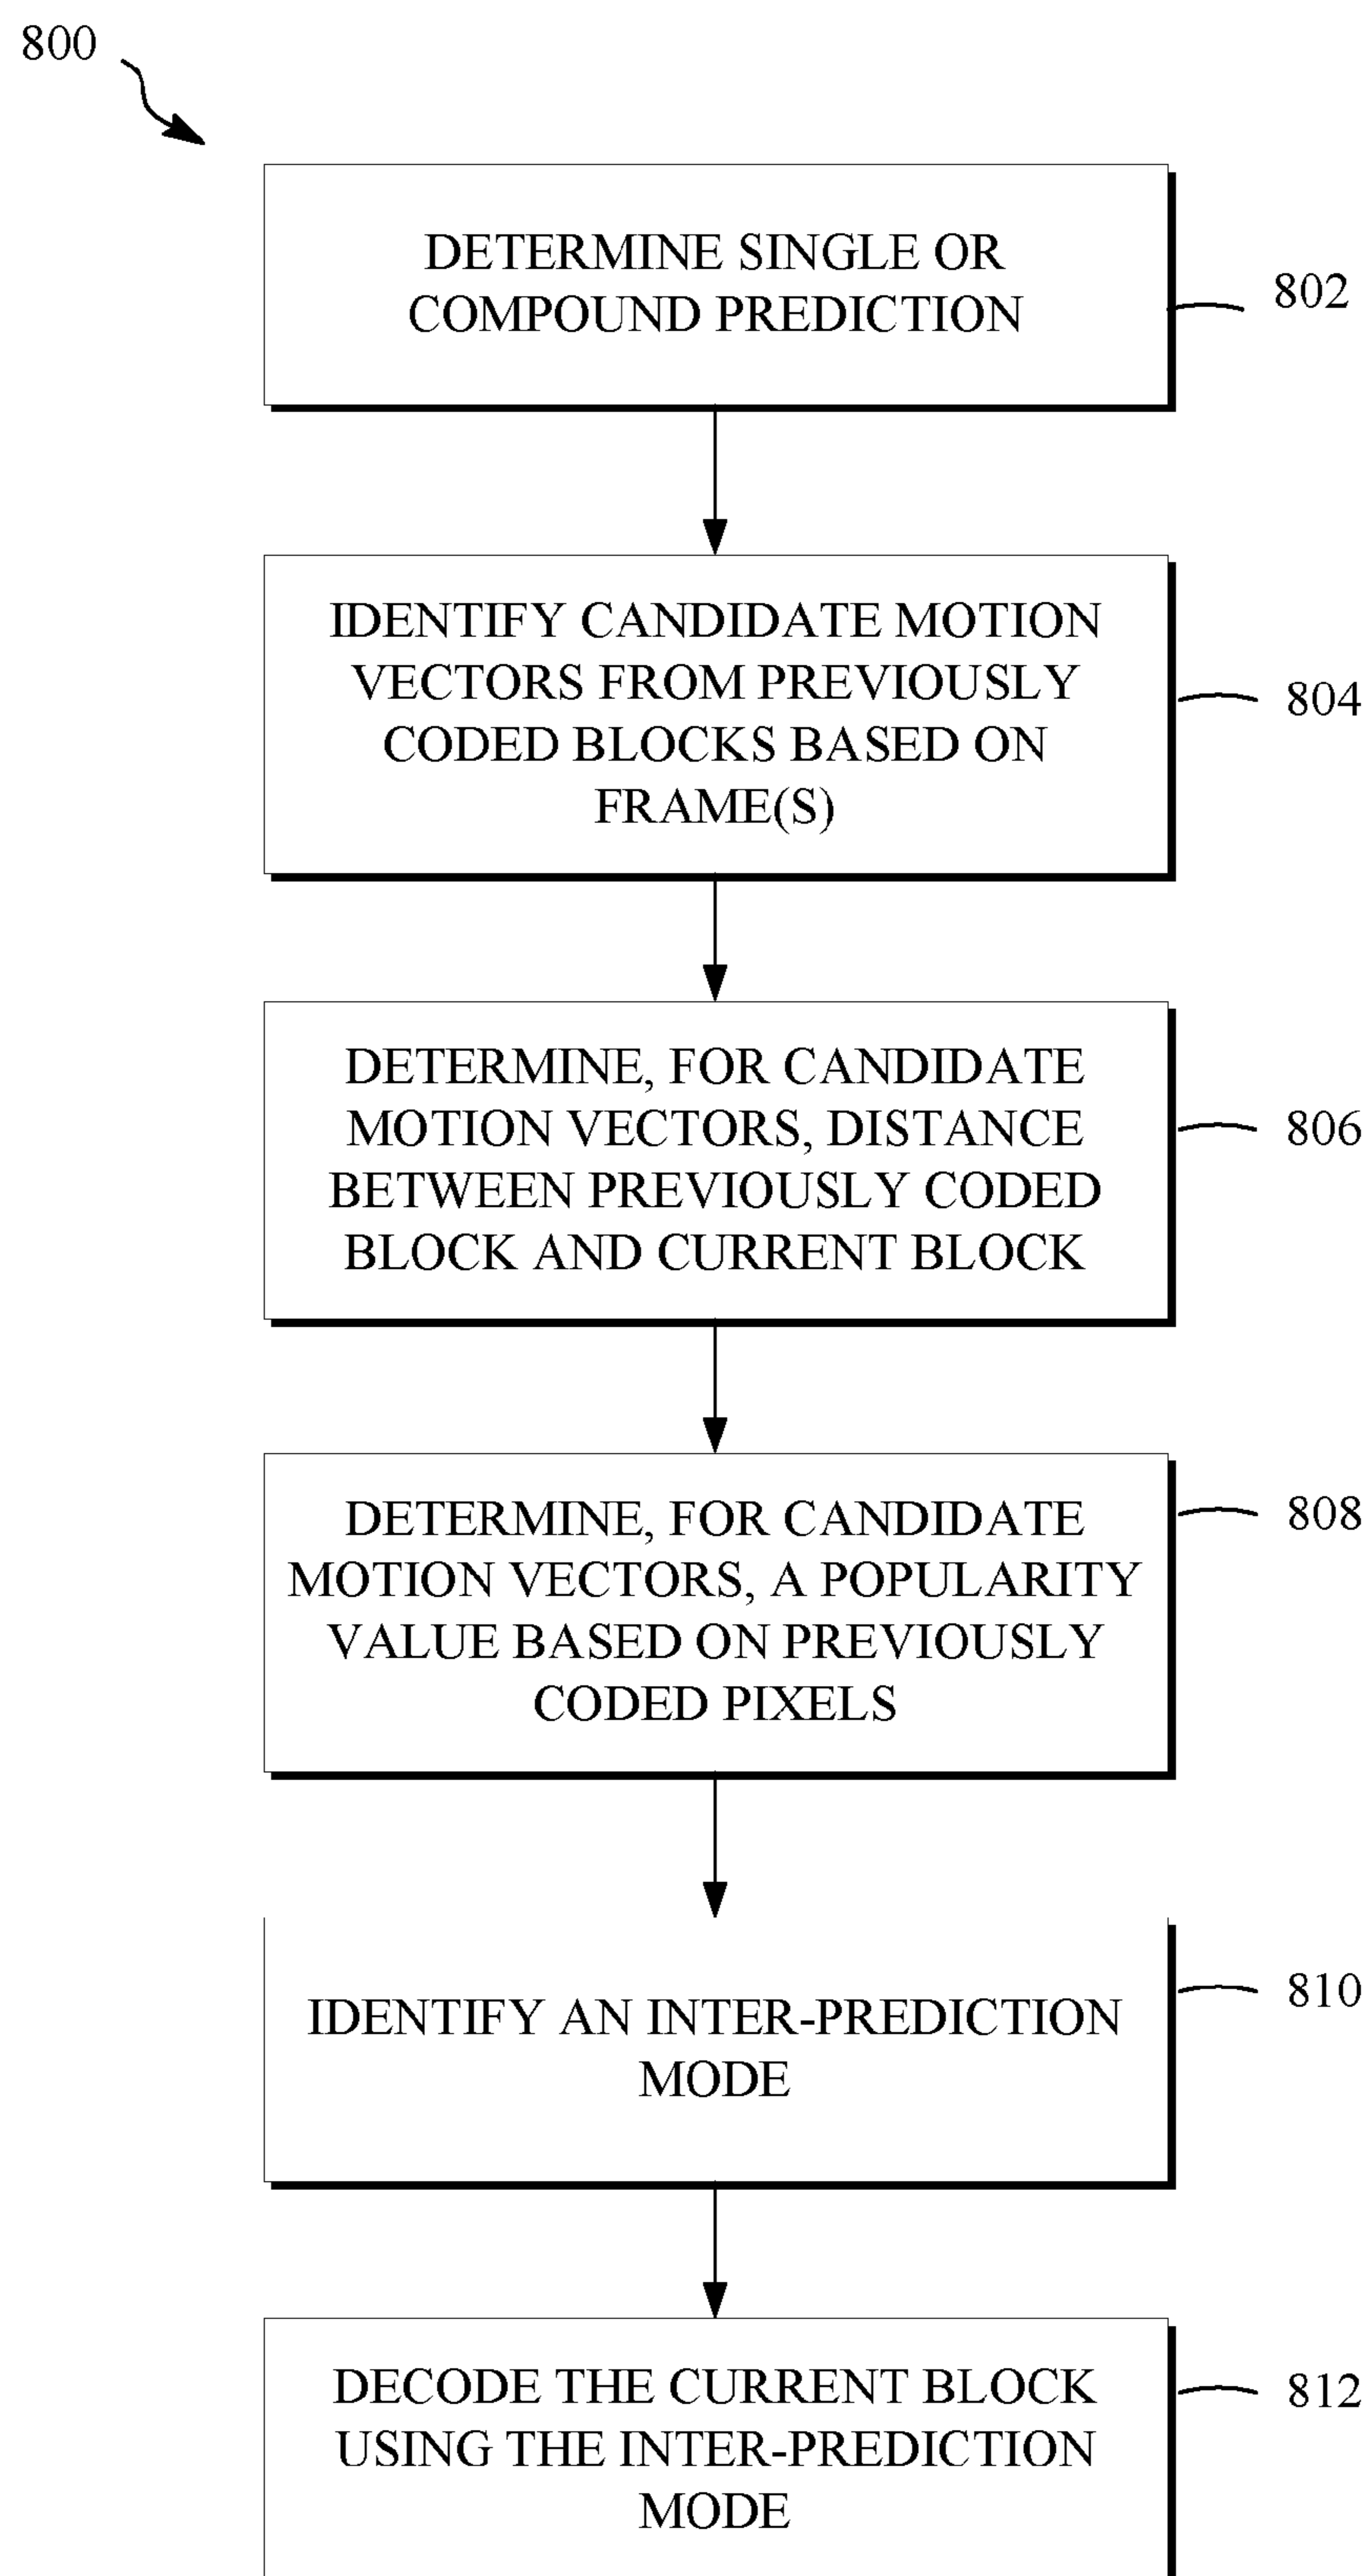 800
DETERMINE SINGLE OR
COMPOUND PREDICTION
802
IDENTIFY CANDIDATE MOTION
VECTORS FROM PREVIOUSLY
CODED BLOCKS BASED ON
FRAME(S)
804
DETERMINE, FOR CANDIDATE
MOTION VECTORS, DISTANCE
BETWEEN PREVIOUSLY CODED
BLOCK AND CURRENT BLOCK
806
DETERMINE, FOR CANDIDATE
MOTION VECTORS, A POPULARITY
VALUE BASED ON PREVIOUSLY
CODED PIXELS
808
IDENTIFY AN INTER-PREDICTION
MODE
810
DECODE THE CURRENT BLOCK
USING THE INTER-PREDICTION
MODE
812